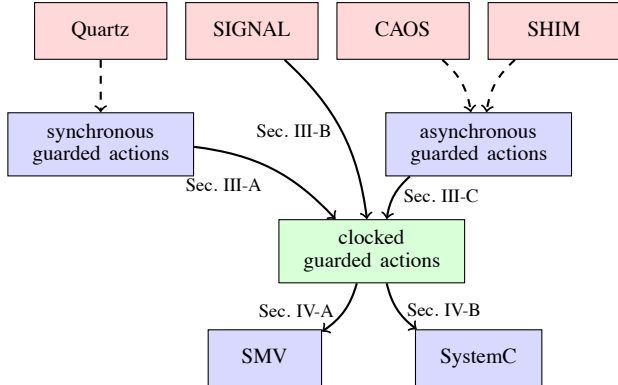 Quartz
SIGNAL
CAOS
SHIM
synchronous
guarded actions
Sec. III-B
asynchronous
guarded actions
Sec. III-A
Sec. III-C
clocked
guarded actions
Sec. IV-A
Sec. IV-B
SMV
SystemC